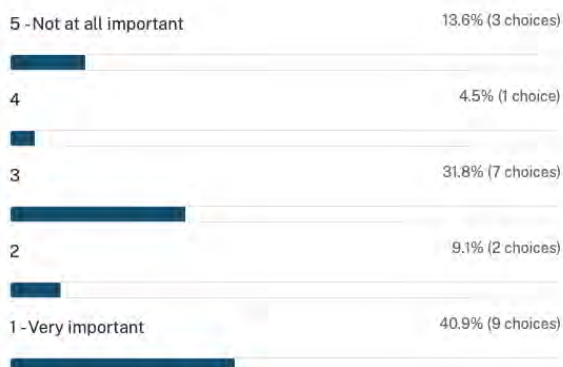 5 - Not at all important 13.6% (3 choices)
4 4.5% (1 choice)
3 31.8% (7 choices)
2 9.1% (2 choices)
1 - Very important 40.9% (9 choices)